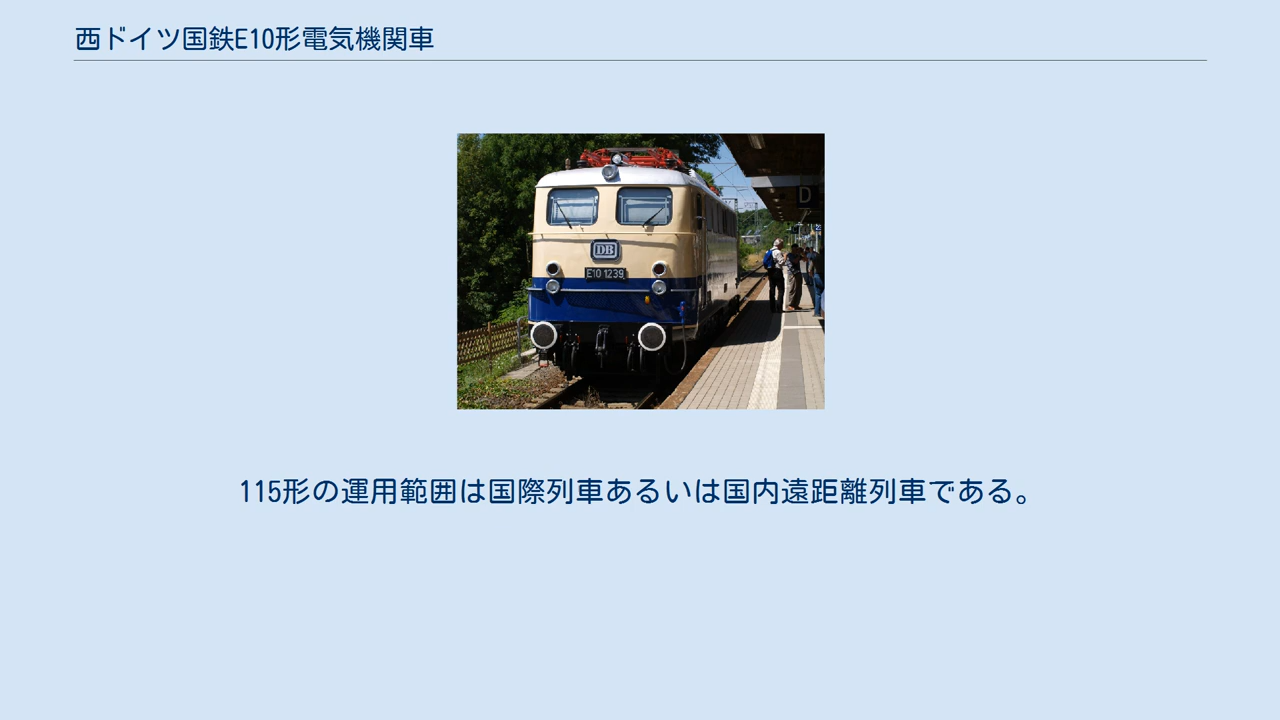 西ドイツ国鉄E10形電気機関車
D
DB
E10 1239
115形の運用範囲は国際列車あるいは国内遠距離列車である。